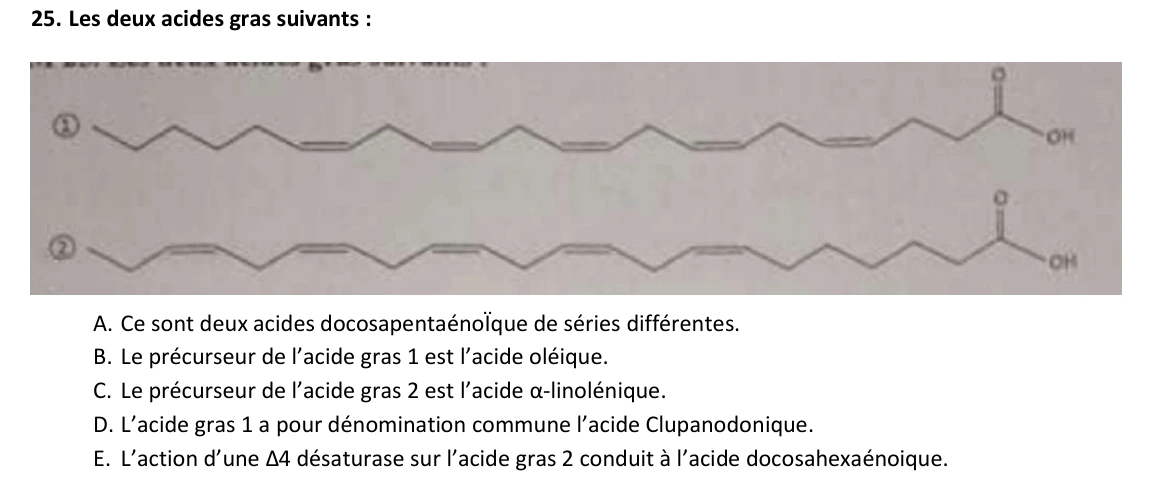 25. Les deux acides gras suivants :
1
O
OH
2
O
OH
A. Ce sont deux acides docosapentaénoÏque de séries différentes.
B. Le précurseur de l’acide gras 1 est l’acide oléique.
C. Le précurseur de l’acide gras 2 est l’acide α-linolénique.
D. L’acide gras 1 a pour dénomination commune l’acide Clupanodonique.
E. L’action d’une Δ4 désaturase sur l’acide gras 2 conduit à l’acide docosahexaénoique.